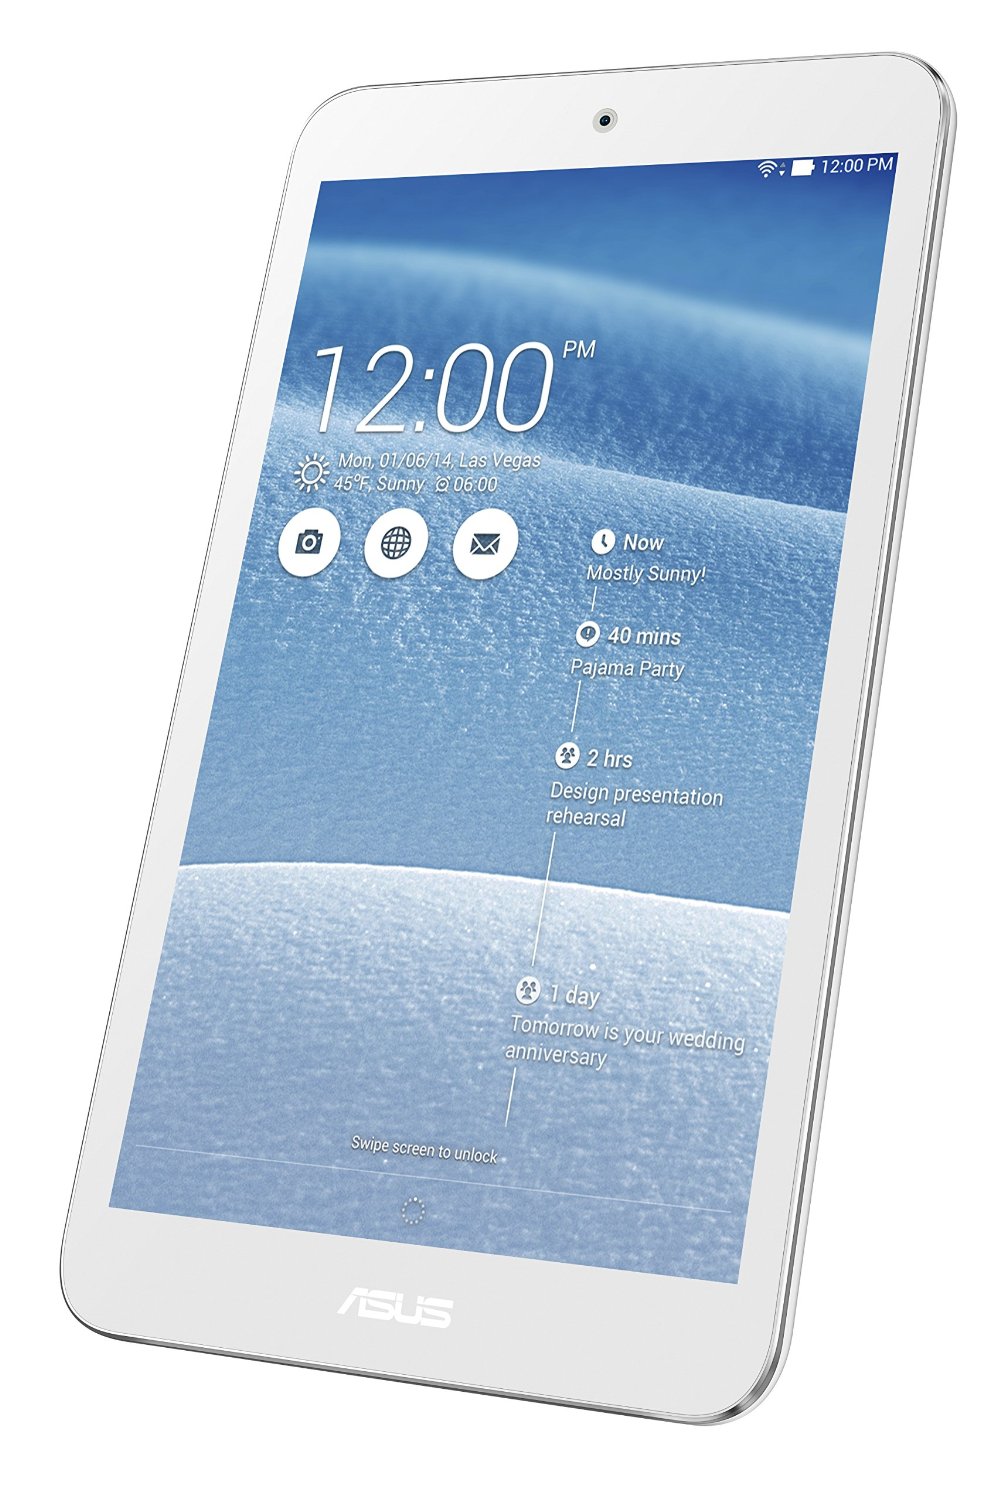 12:00 PM
12:00 PM
Mon, 01/06/14, Las Vegas
45°F, Sunny 06:00
Now
Mostly Sunny!
40 mins
Pajama Party
2 hrs
Design presentation
rehearsal
1 day
Tomorrow is your wedding
anniversary
Swipe screen to unlock
ASUS